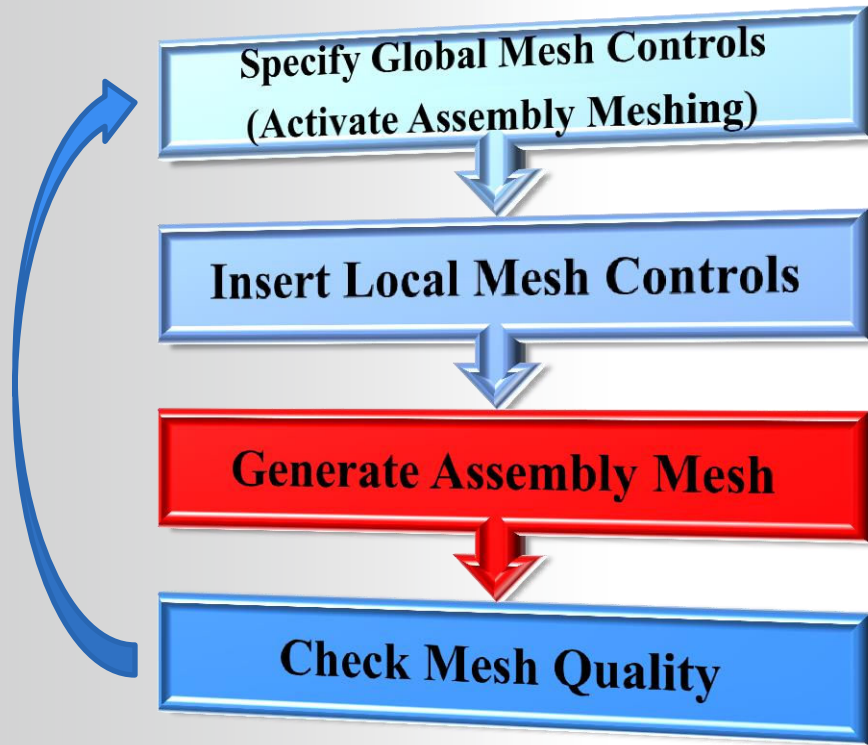 Specify Global Mesh Controls
(Activate Assembly Meshing)
Insert Local Mesh Controls
Generate Assembly Mesh
Check Mesh Quality